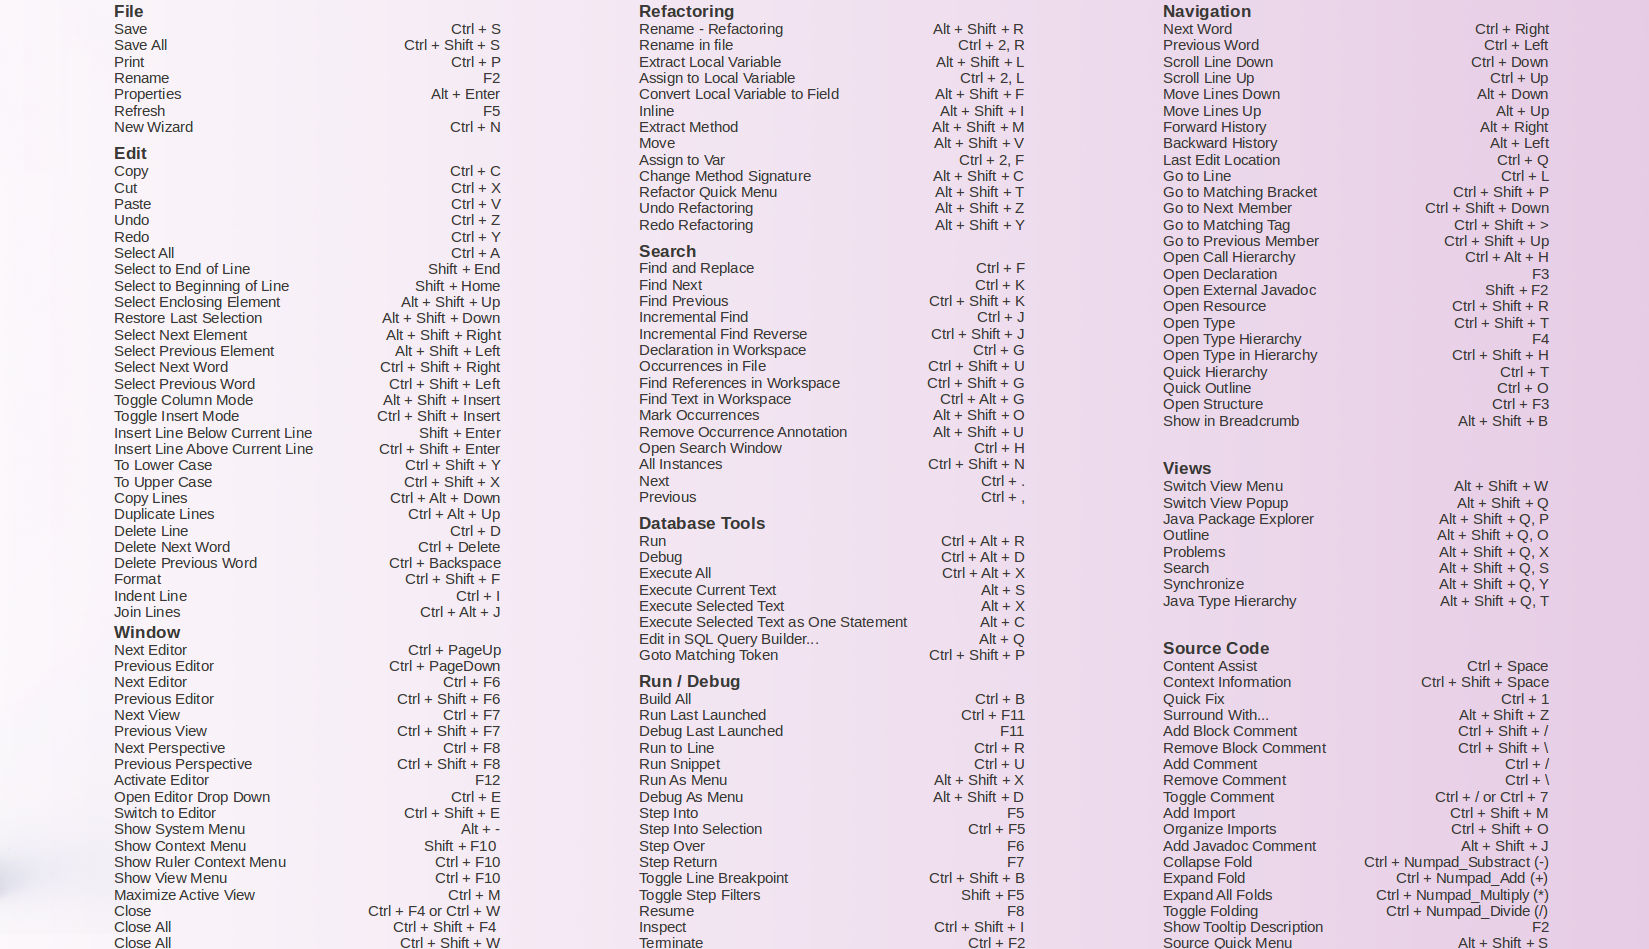 File
Save Ctrl + S
Save All Ctrl + Shift + S
Print Ctrl + P
Rename F2
Properties Alt + Enter
Refresh F5
New Wizard Ctrl + N
Edit
Copy Ctrl + C
Cut Ctrl + X
Paste Ctrl + V
Undo Ctrl + Z
Redo Ctrl + Y
Select All Ctrl + A
Select to End of Line Shift + End
Select to Beginning of Line Shift + Home
Select Enclosing Element Alt + Shift + Up
Restore Last Selection Alt + Shift + Down
Select Next Element Alt + Shift + Right
Select Previous Element Alt + Shift + Left
Select Next Word Ctrl + Shift + Right
Select Previous Word Ctrl + Shift + Left
Toggle Column Mode Alt + Shift + Insert
Toggle Insert Mode Ctrl + Shift + Insert
Insert Line Below Current Line Shift + Enter
Insert Line Above Current Line Ctrl + Shift + Enter
To Lower Case Ctrl + Shift + Y
To Upper Case Ctrl + Shift + X
Copy Lines Ctrl + Alt + Down
Duplicate Lines Ctrl + Alt + Up
Delete Line Ctrl + D
Delete Next Word Ctrl + Delete
Delete Previous Word Ctrl + Backspace
Format Ctrl + Shift + F
Indent Line Ctrl + I
Join Lines Ctrl + Alt + J
Window
Next Editor Ctrl + PageUp
Previous Editor Ctrl + PageDown
Next Editor Ctrl + F6
Previous Editor Ctrl + Shift + F6
Next View Ctrl + F7
Previous View Ctrl + Shift + F7
Next Perspective Ctrl + F8
Previous Perspective Ctrl + Shift + F8
Activate Editor F12
Open Editor Drop Down Ctrl + E
Switch to Editor Ctrl + Shift + E
Show System Menu Alt + -
Show Context Menu Shift + F10
Show Ruler Context Menu Ctrl + F10
Show View Menu Ctrl + F10
Maximize Active View Ctrl + M
Close Ctrl + F4 or Ctrl + W
Close All Ctrl + Shift + F4
Close All Ctrl + Shift + W
Refactoring
Rename - Refactoring Alt + Shift + R
Rename in file Ctrl + 2, R
Extract Local Variable Alt + Shift + L
Assign to Local Variable Ctrl + 2, L
Convert Local Variable to Field Alt + Shift + F
Inline Alt + Shift + I
Extract Method Alt + Shift + M
Move Alt + Shift + V
Assign to Var Ctrl + 2, F
Change Method Signature Alt + Shift + C
Refactor Quick Menu Alt + Shift + T
Undo Refactoring Alt + Shift + Z
Redo Refactoring Alt + Shift + Y
Search
Find and Replace Ctrl + F
Find Next Ctrl + K
Find Previous Ctrl + Shift + K
Incremental Find Ctrl + J
Incremental Find Reverse Ctrl + Shift + J
Declaration in Workspace Ctrl + G
Occurrences in File Ctrl + Shift + U
Find References in Workspace Ctrl + Shift + G
Find Text in Workspace Ctrl + Alt + G
Mark Occurrences Alt + Shift + O
Remove Occurrence Annotation Alt + Shift + U
Open Search Window Ctrl + H
All Instances Ctrl + Shift + N
Next Ctrl + .
Previous Ctrl + ,
Database Tools
Run Ctrl + Alt + R
Debug Ctrl + Alt + D
Execute All Ctrl + Alt + X
Execute Current Text Alt + S
Execute Selected Text Alt + X
Execute Selected Text as One Statement Alt + C
Edit in SQL Query Builder... Alt + Q
Goto Matching Token Ctrl + Shift + P
Run / Debug
Build All Ctrl + B
Run Last Launched Ctrl + F11
Debug Last Launched F11
Run to Line Ctrl + R
Run Snippet Ctrl + U
Run As Menu Alt + Shift + X
Debug As Menu Alt + Shift + D
Step Into F5
Step Into Selection Ctrl + F5
Step Over F6
Step Return F7
Toggle Line Breakpoint Ctrl + Shift + B
Toggle Step Filters Shift + F5
Resume F8
Inspect Ctrl + Shift + I
Terminate Ctrl + F2
Navigation
Next Word Ctrl + Right
Previous Word Ctrl + Left
Scroll Line Down Ctrl + Down
Scroll Line Up Ctrl + Up
Move Lines Down Alt + Down
Move Lines Up Alt + Up
Forward History Alt + Right
Backward History Alt + Left
Last Edit Location Ctrl + Q
Go to Line Ctrl + L
Go to Matching Bracket Ctrl + Shift + P
Go to Next Member Ctrl + Shift + Down
Go to Matching Tag Ctrl + Shift + >
Go to Previous Member Ctrl + Shift + Up
Open Call Hierarchy Ctrl + Alt + H
Open Declaration F3
Open External Javadoc Shift + F2
Open Resource Ctrl + Shift + R
Open Type Ctrl + Shift + T
Open Type Hierarchy F4
Open Type in Hierarchy Ctrl + Shift + H
Quick Hierarchy Ctrl + T
Quick Outline Ctrl + O
Open Structure Ctrl + F3
Show in Breadcrumb Alt + Shift + B
Views
Switch View Menu Alt + Shift + W
Switch View Popup Alt + Shift + Q
Java Package Explorer Alt + Shift + Q, P
Outline Alt + Shift + Q, O
Problems Alt + Shift + Q, X
Search Alt + Shift + Q, S
Synchronize Alt + Shift + Q, Y
Java Type Hierarchy Alt + Shift + Q, T
Source Code
Content Assist Ctrl + Space
Context Information Ctrl + Shift + Space
Quick Fix Ctrl + 1
Surround With... Alt + Shift + Z
Add Block Comment Ctrl + Shift + /
Remove Block Comment Ctrl + Shift + \
Add Comment Ctrl + /
Remove Comment Ctrl + \
Toggle Comment Ctrl + / or Ctrl + 7
Add Import Ctrl + Shift + M
Organize Imports Ctrl + Shift + O
Add Javadoc Comment Alt + Shift + J
Collapse Fold Ctrl + Numpad_Substract (-)
Expand Fold Ctrl + Numpad_Add (+)
Expand All Folds Ctrl + Numpad_Multiply (*)
Toggle Folding Ctrl + Numpad_Divide (/)
Show Tooltip Description F2
Source Quick Menu Alt + Shift + S